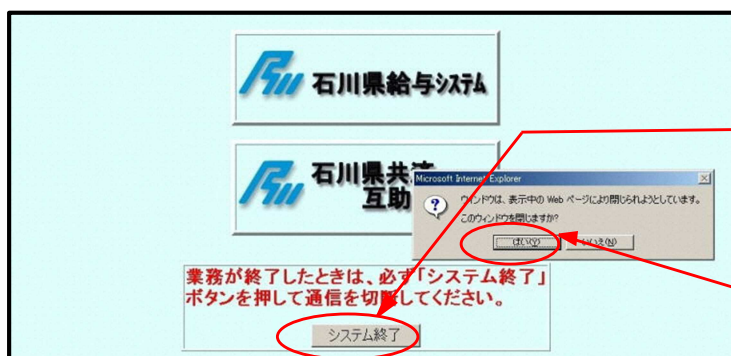 石川県給与システム
石川県共済
互助
Microsoft Internet Explorer
ウィンドウは、表示中の Web ページにより閉じられようとしています。
このウィンドウを閉じますか?
はい(Y)
いいえ(N)
業務が終了したときは、必ず「システム終了」
ボタンを押して通信を切断してください。
システム終了